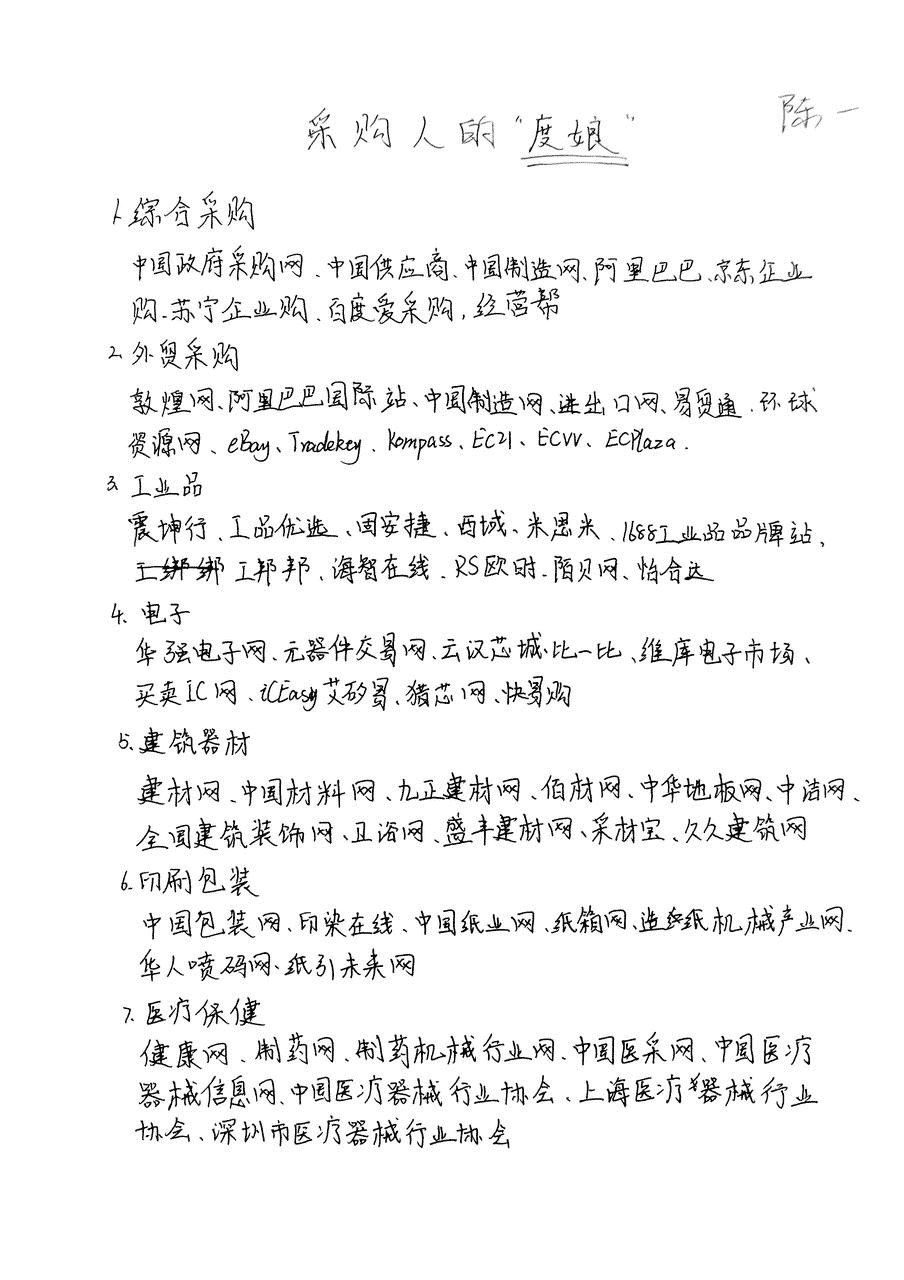 采购人的“度娘”
陈一
1.综合采购
中国政府采购网、中国供应商、中国制造网、阿里巴巴、京东企业
购、苏宁企业购、百度爱采购,经营帮
2、外贸采购
敦煌网、阿里巴巴国际站、中国制造网、进出口网、易贸通、环球
资源网、eBay、Tradekey、Kompass、EC21、ECVV、ECPlaza.
3、工业品
震坤行、工品优选、固安捷、西域、米思米、1688工业品品牌站、
工邦邦、海智在线、RS欧时、陌贝网、怡合达
4、电子
华强电子网、元器件交易网、云汉芯城、比一比、维库电子市场、
买卖IC网、iCEasy艾矽易、猎芯网、快易购
5、建筑器材
建材网、中国材料网、九正建材网、佰材网、中华地板网、中洁网、
全国建筑装饰网、卫浴网、盛丰建材网、采材宝、久久建筑网
6、印刷包装
中国包装网、印染在线、中国纸业网、纸箱网、造纸机械产业网、
华人喷码网、纸引未来网
7、医疗保健
健康网、制药网、制药机械行业网、中国医采网、中国医疗
器械信息网、中国医疗器械行业协会、上海医疗器械行业
协会、深圳市医疗器械行业协会